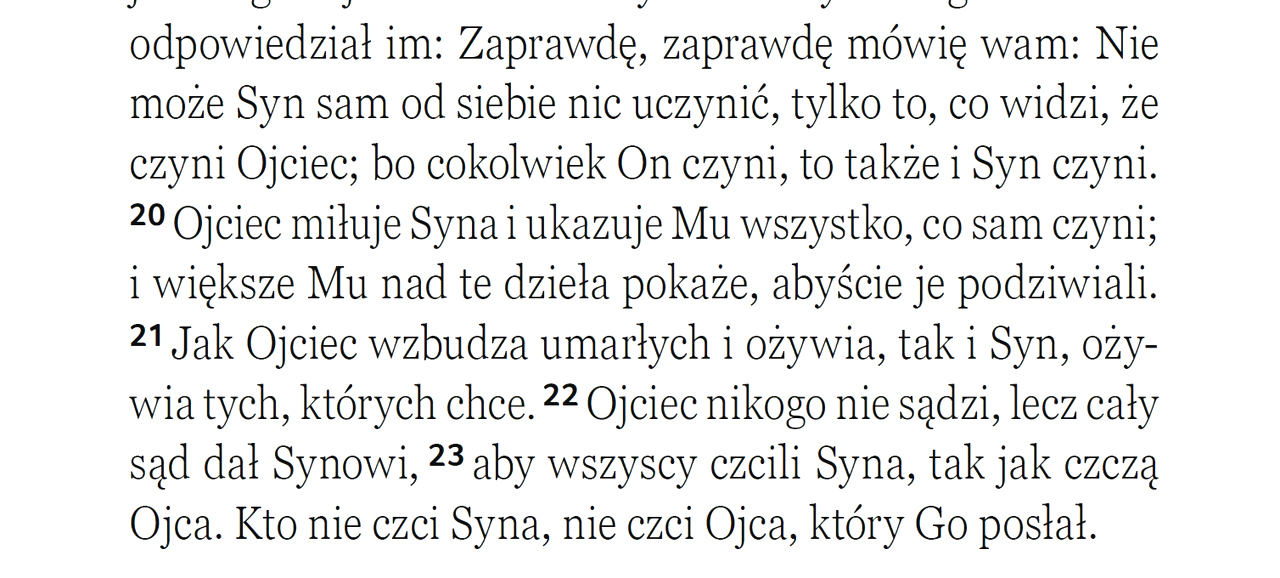 odpowiedział im: Zaprawdę, zaprawdę mówię wam: Nie
może Syn sam od siebie nic uczynić, tylko to, co widzi, że
czyni Ojciec; bo cokolwiek On czyni, to także i Syn czyni.
20 Ojciec miłuje Syna i ukazuje Mu wszystko, co sam czyni;
i większe Mu nad te dzieła pokaże, abyście je podziwiali.
21 Jak Ojciec wzbudza umarłych i ożywia, tak i Syn, oży-
wia tych, których chce. 22 Ojciec nikogo nie sądzi, lecz cały
sąd dał Synowi, 23 aby wszyscy czcili Syna, tak jak czczą
Ojca. Kto nie czci Syna, nie czci Ojca, który Go posłał.